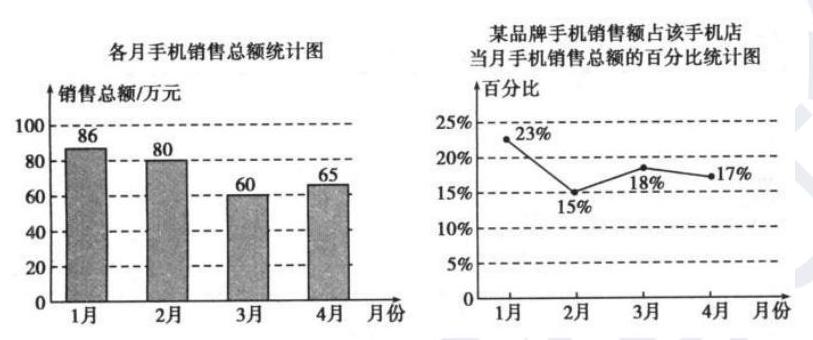 各月手机销售总额统计图
销售总额/万元
100
80
60
40
20
0
86
80
60
65
1月 2月 3月 4月 月份
某品牌手机销售额占该手机店
当月手机销售总额的百分比统计图
百分比
25%
20%
15%
10%
5%
0
23%
15%
18%
17%
1月 2月 3月 4月 月份